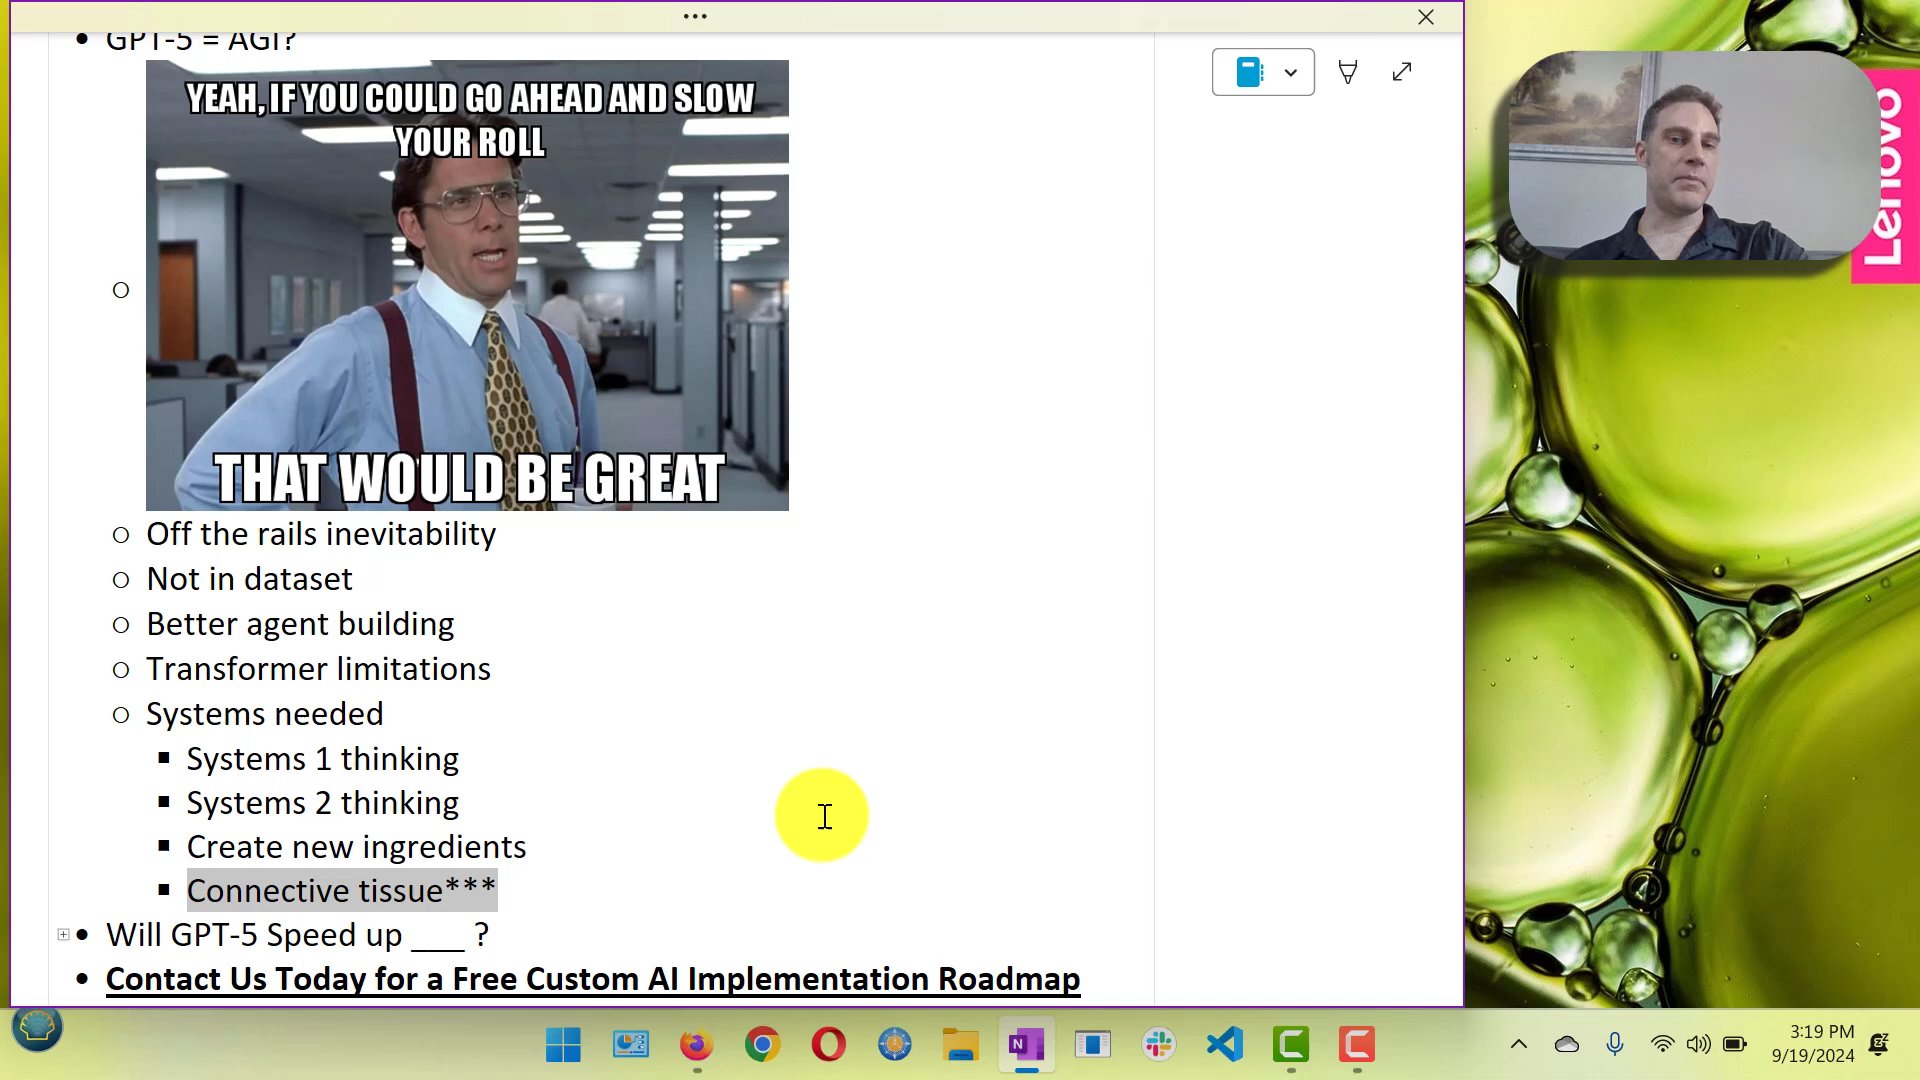 GPT-5 = AGI?
YEAH, IF YOU COULD GO AHEAD AND SLOW
YOUR ROLL
THAT WOULD BE GREAT
Off the rails inevitability
Not in dataset
Better agent building
Transformer limitations
Systems needed
Systems 1 thinking
Systems 2 thinking
Create new ingredients
Connective tissue***
Will GPT-5 Speed up ___ ?
Contact Us Today for a Free Custom AI Implementation Roadmap
Lenovo
3:19 PM
9/19/2024